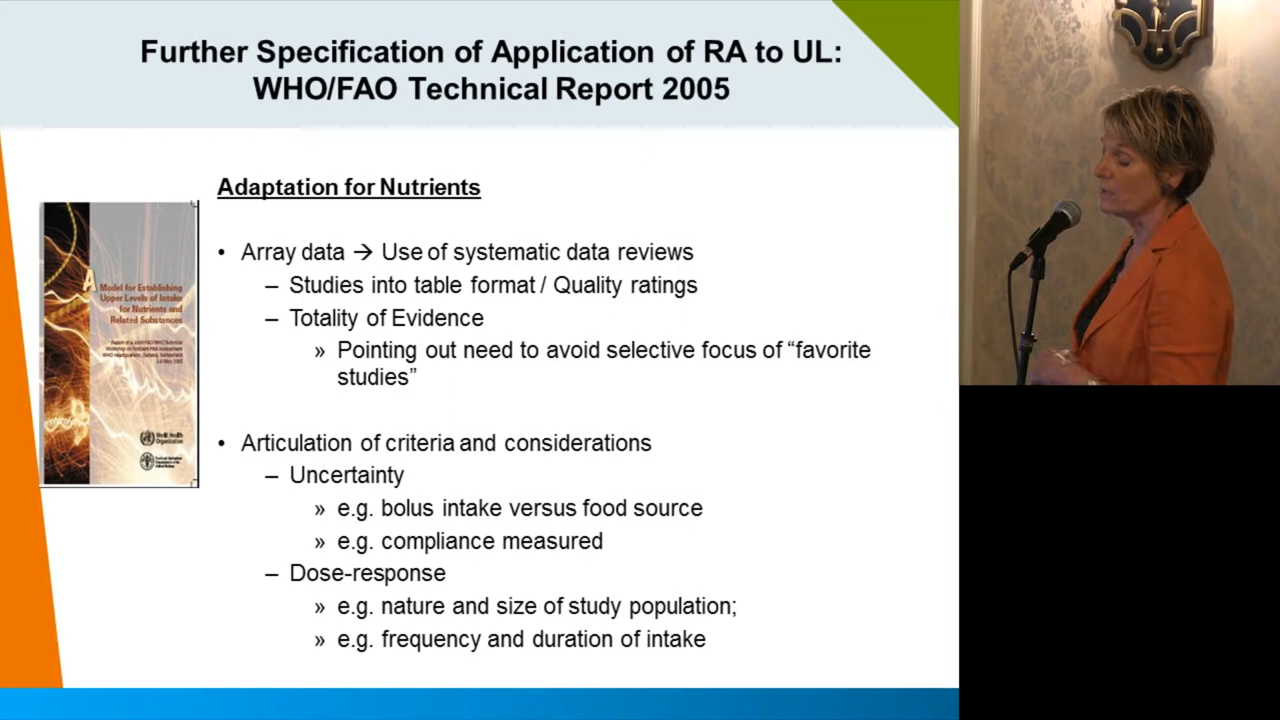 Further Specification of Application of RA to UL:
WHO/FAO Technical Report 2005
Adaptation for Nutrients
• Array data → Use of systematic data reviews
– Studies into table format / Quality ratings
– Totality of Evidence
» Pointing out need to avoid selective focus of “favorite
studies”
• Articulation of criteria and considerations
– Uncertainty
» e.g. bolus intake versus food source
» e.g. compliance measured
– Dose-response
» e.g. nature and size of study population;
» e.g. frequency and duration of intake
A
Model for Establishing
Upper Levels of Intake
for Nutrients and
Related Substances
World Health
Organization